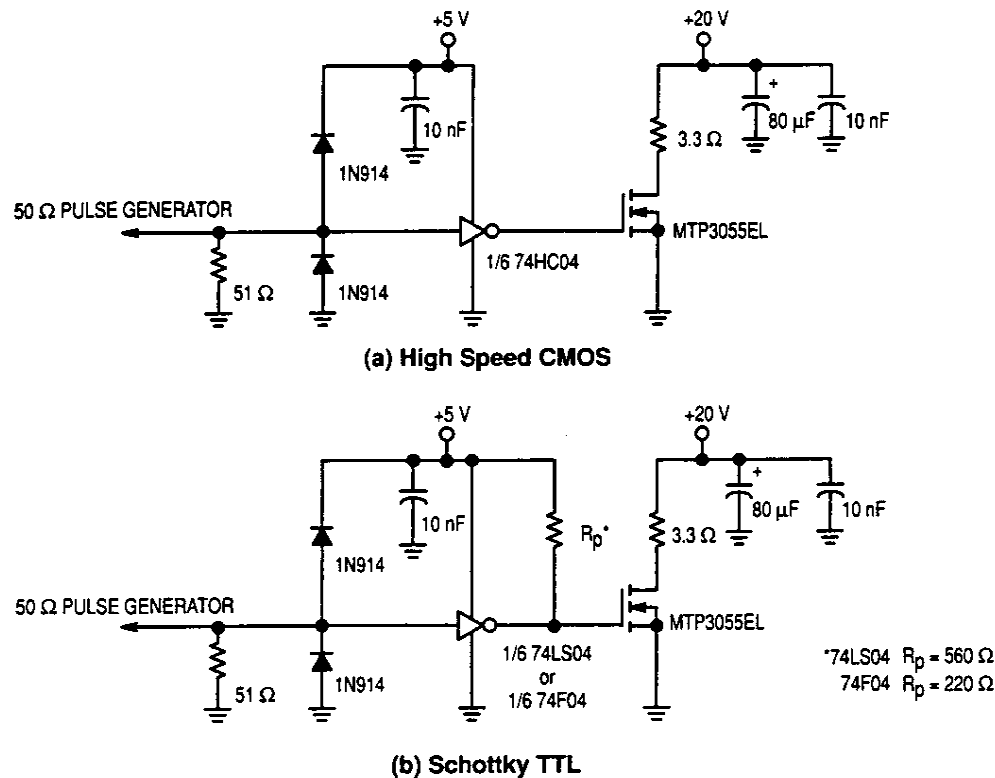 +5 V
+20 V
10 nF
3.3 Ω
80 µF
+
10 nF
1N914
50 Ω PULSE GENERATOR
MTP3055EL
1/6 74HC04
51 Ω
1N914
(a) High Speed CMOS
+5 V
+20 V
10 nF
Rp*
3.3 Ω
80 µF
+
10 nF
1N914
50 Ω PULSE GENERATOR
MTP3055EL
1/6 74LS04
or
1/6 74F04
51 Ω
1N914
*74LS04 Rp = 560 Ω
74F04 Rp = 220 Ω
(b) Schottky TTL